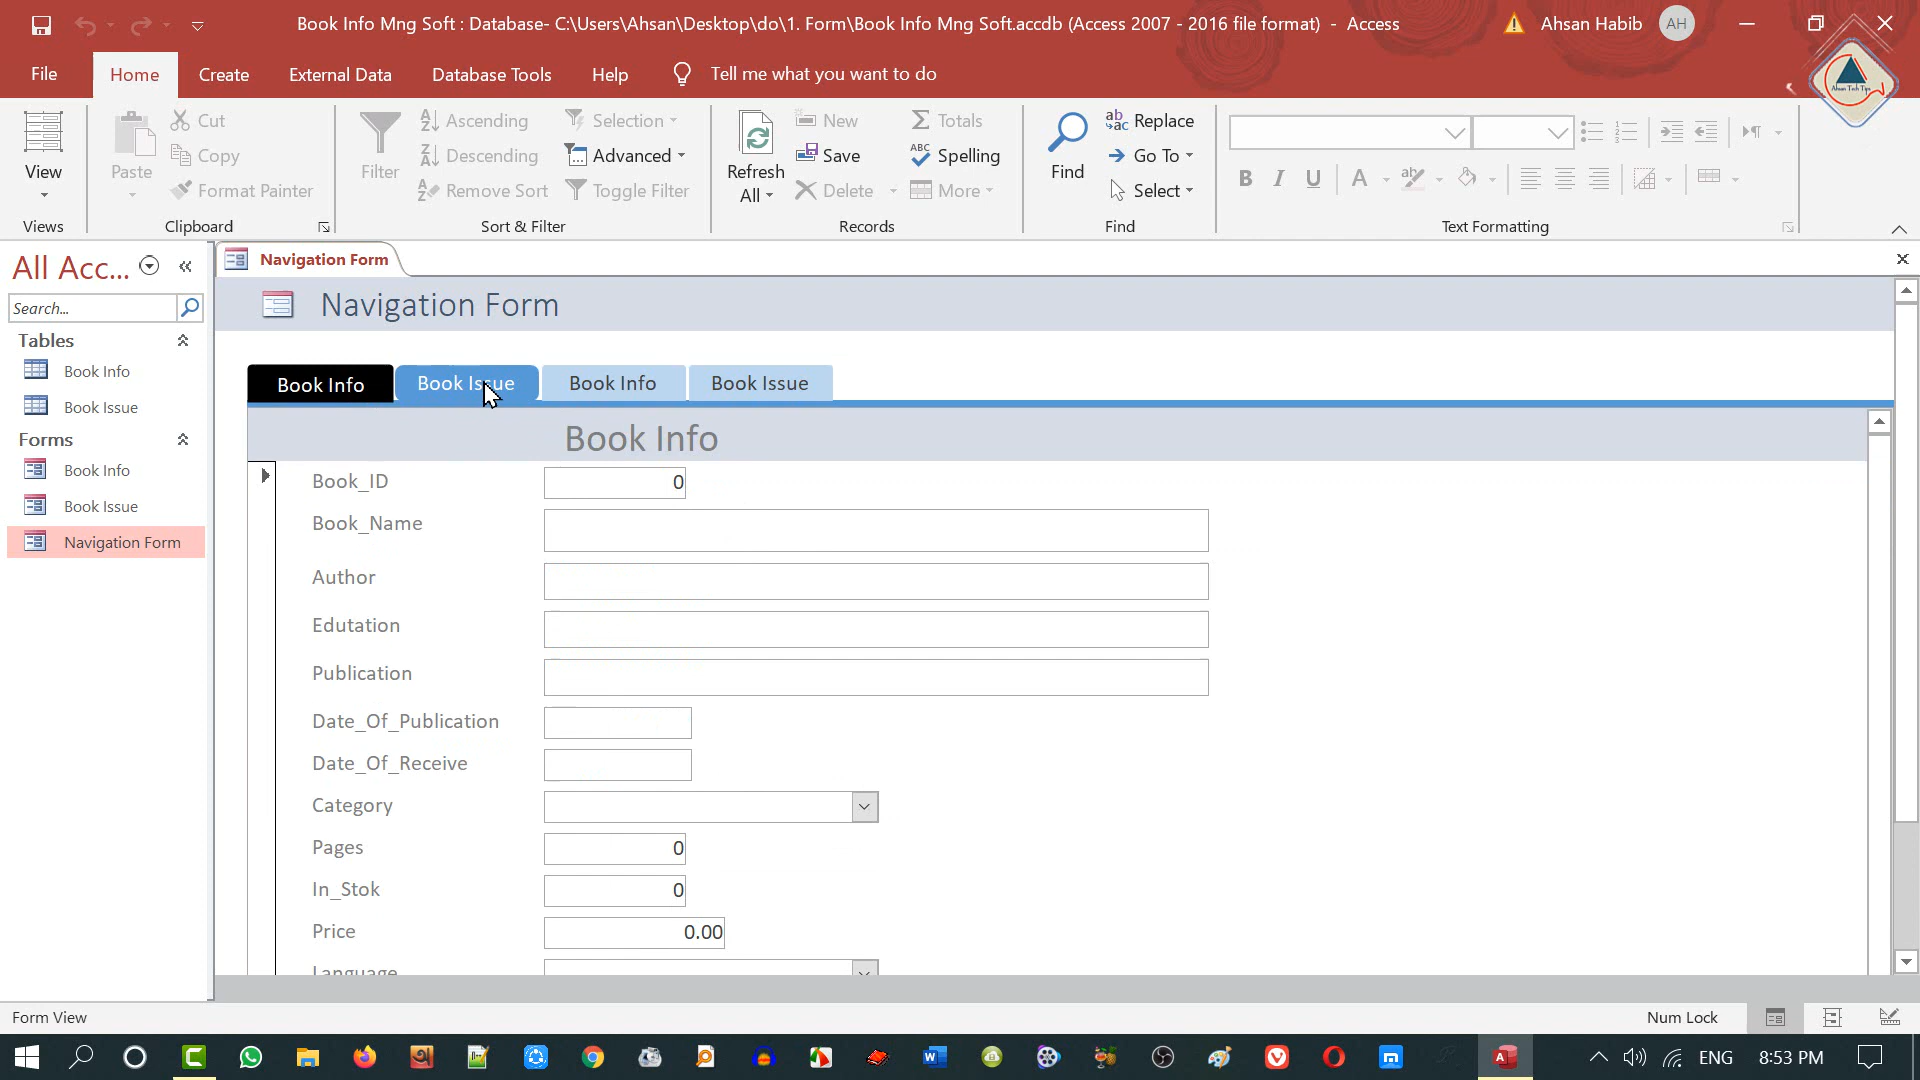 Book Info Mng Soft : Database- C:\Users\Ahsan\Desktop\do\1. Form\Book Info Mng Soft.accdb (Access 2007 - 2016 file format)  -  Access
Ahsan Habib
AH
File
Home
Create
External Data
Database Tools
Help
Tell me what you want to do
Ahsan Tech Tips
View
Views
Paste
Cut
Copy
Format Painter
Clipboard
Filter
Ascending
Descending
Remove Sort
Selection
Advanced
Toggle Filter
Sort & Filter
Refresh
All
New
Save
Delete
Totals
Spelling
More
Records
Find
Replace
Go To
Select
Find
B I U
A
Text Formatting
All Acc...
Search...
Tables
Book Info
Book Issue
Forms
Book Info
Book Issue
Navigation Form
Navigation Form
Navigation Form
Book Info
Book Issue
Book Info
Book Issue
Book Info
Book_ID
0
Book_Name
Author
Edutation
Publication
Date_Of_Publication
Date_Of_Receive
Category
Pages
0
In_Stok
0
Price
0.00
Language
Form View
Num Lock
ENG
8:53 PM